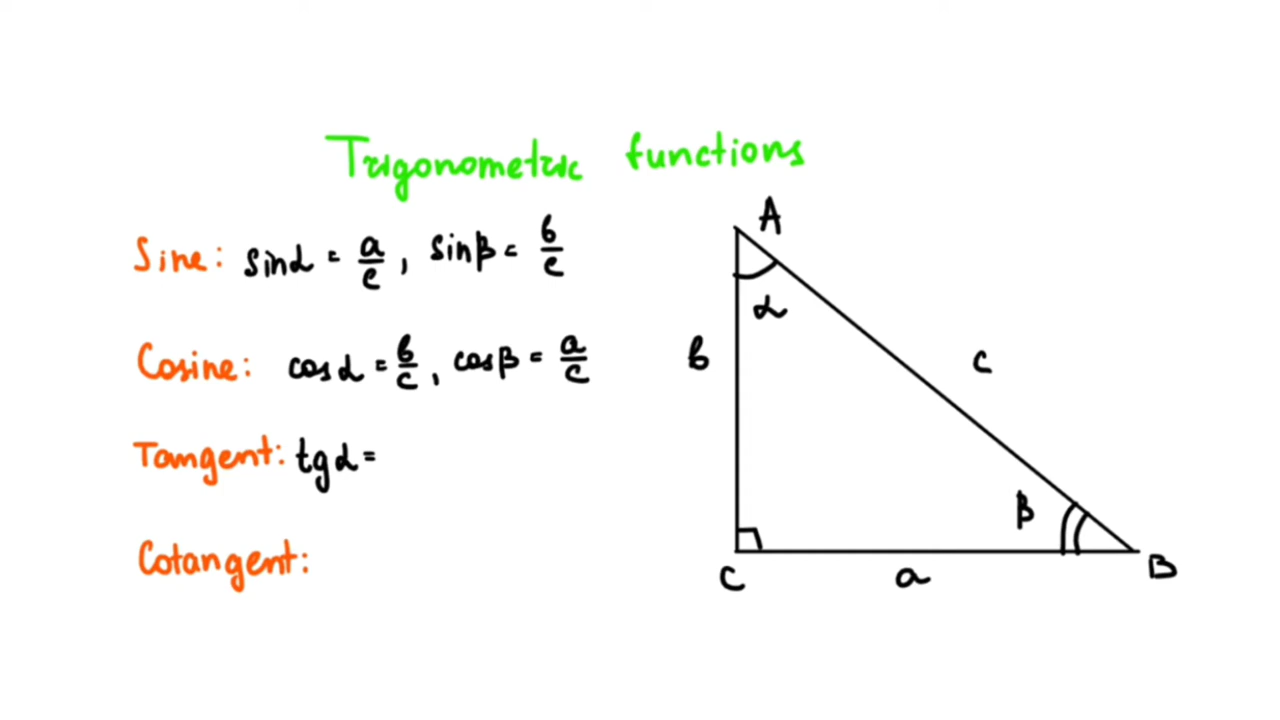 Trigonometric functions
Sine: sinα = a/c, sinβ = b/c
Cosine: cosα = b/c, cosβ = a/c
Tangent: tgα =
Cotangent:
A
α
b
c
β
C
a
B